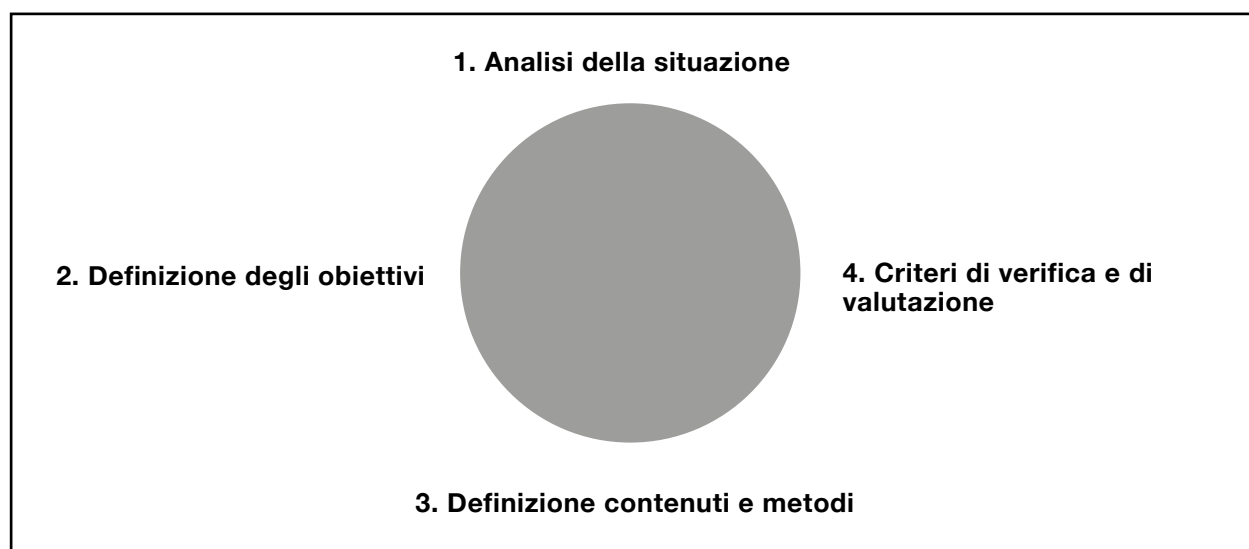 1. Analisi della situazione
2. Definizione degli obiettivi
4. Criteri di verifica e di
valutazione
3. Definizione contenuti e metodi